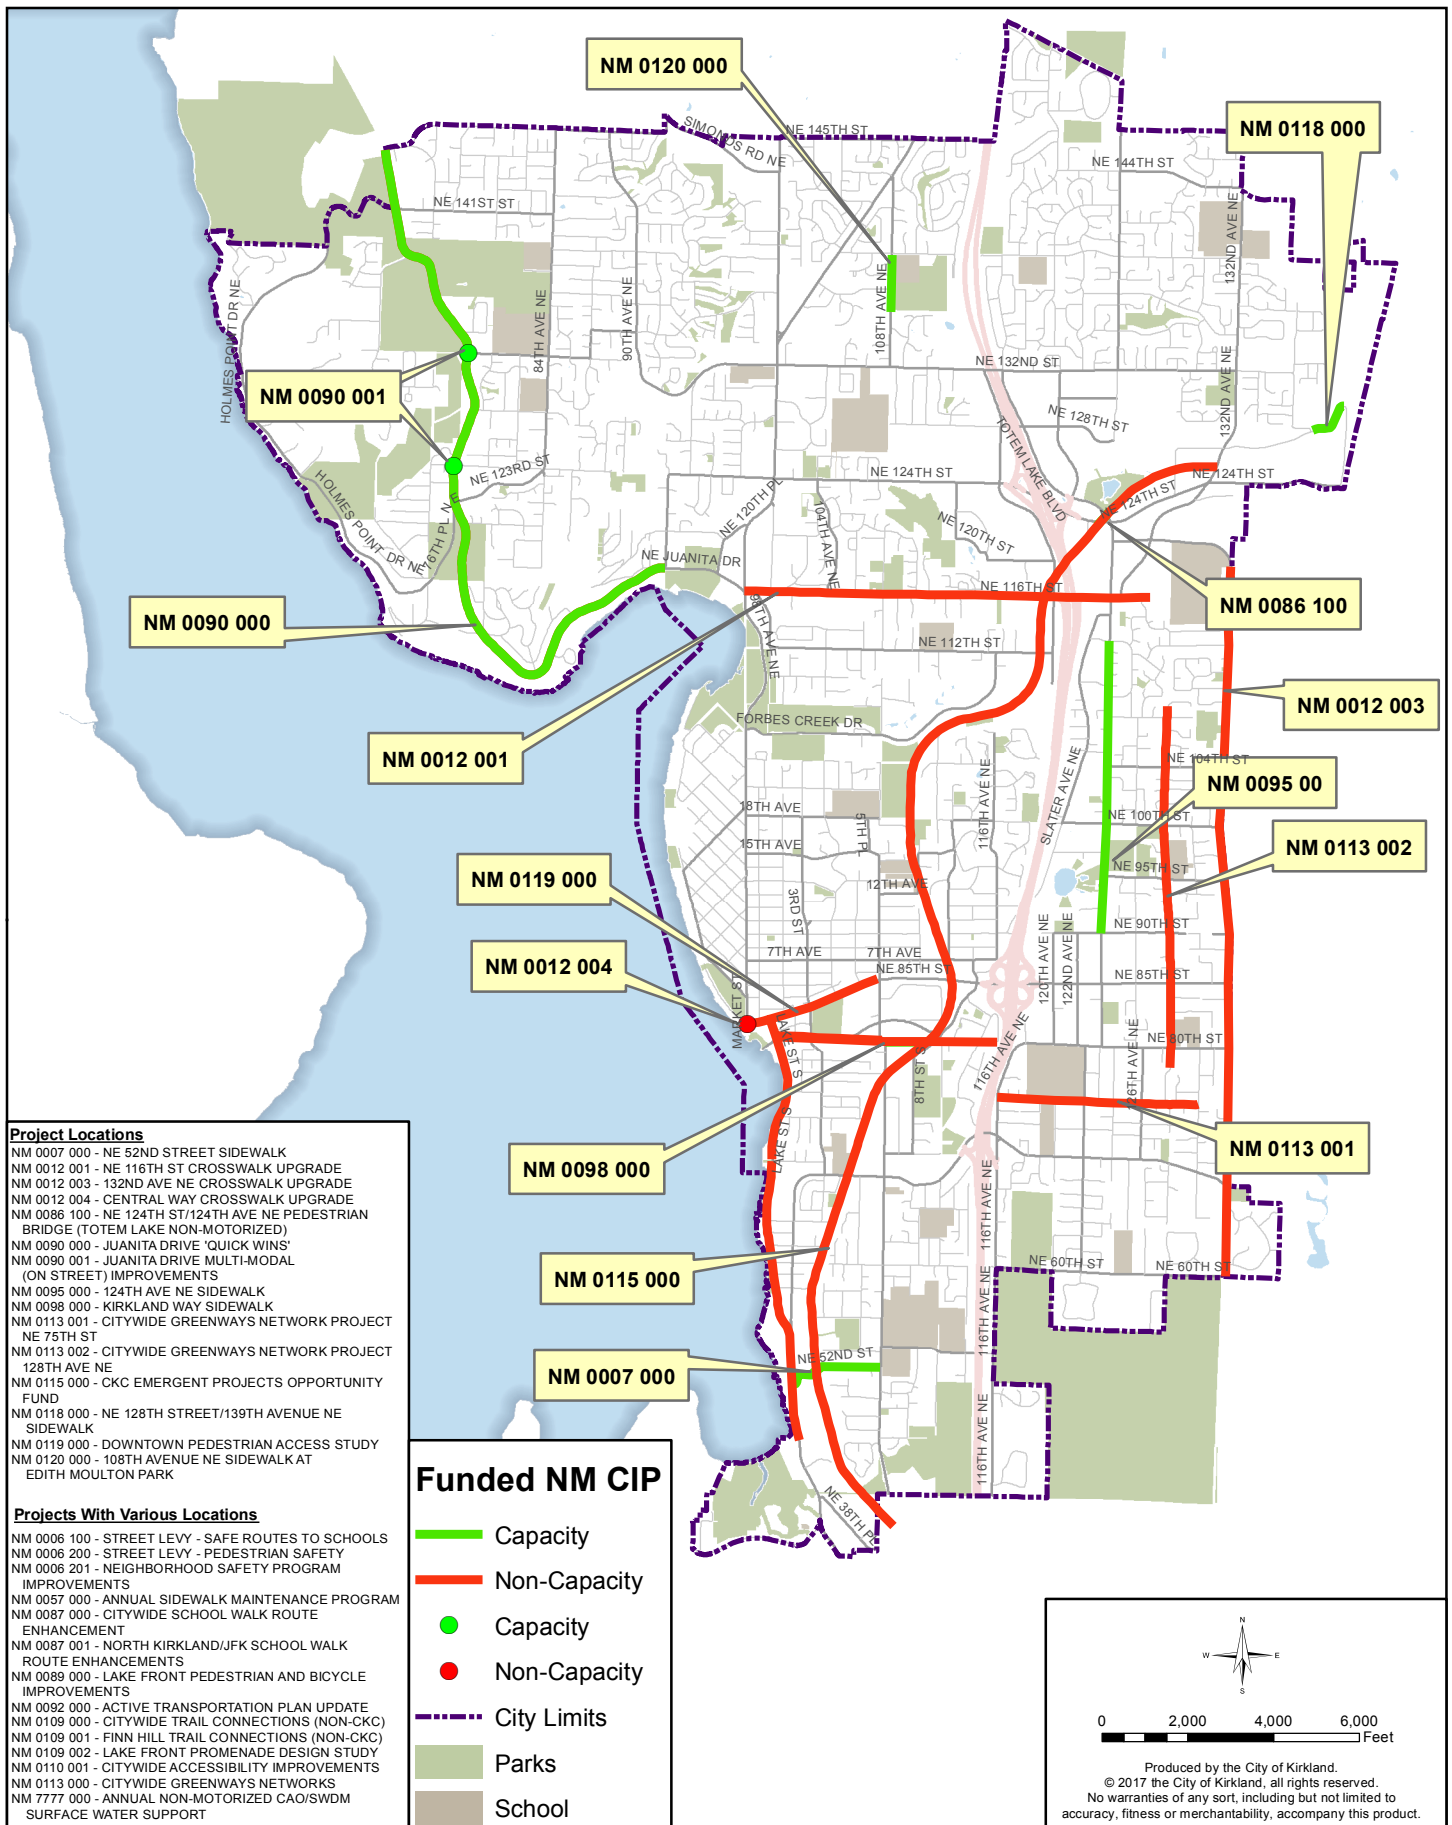 NM 0120 000
NM 0118 000
SIMONDS RD NE
NE 145TH ST
NE 144TH ST
NE 141ST ST
132ND AVE NE
HOLMES POINT DR NE
84TH AVE NE
90TH AVE NE
108TH AVE NE
NE 132ND ST
NM 0090 001
NE 128TH ST
132ND AVE NE
TOTEM LAKE BLVD
NE 123RD ST
NE 124TH ST
NE 124TH ST
NE 124TH ST
HOLMES POINT DR NE
76TH PL NE
NE 120TH PL
104TH AVE NE
NE 120TH ST
NE JUANITA DR
NE 116TH ST
NM 0086 100
NM 0090 000
98TH AVE NE
NE 112TH ST
NM 0012 003
FORBES CREEK DR
NM 0012 001
NE 104TH ST
NM 0095 00
SLATER AVE NE
116TH AVE NE
18TH AVE
5TH PL
NE 100TH ST
15TH AVE
NM 0113 002
NE 95TH ST
NM 0119 000
12TH AVE
3RD ST
NE 90TH ST
120TH AVE NE
122ND AVE NE
NM 0012 004
7TH AVE
7TH AVE
NE 85TH ST
NE 85TH ST
MARKET ST
LAKE ST S
NE 80TH ST
116TH AVE NE
126TH AVE NE
8TH ST S
LAKE ST S
NM 0098 000
NM 0113 001
116TH AVE NE
NM 0115 000
NE 60TH ST
NE 60TH ST
116TH AVE NE
NE 52ND ST
NM 0007 000
116TH AVE NE
NE 38TH PL
Project Locations
NM 0007 000 - NE 52ND STREET SIDEWALK
NM 0012 001 - NE 116TH ST CROSSWALK UPGRADE
NM 0012 003 - 132ND AVE NE CROSSWALK UPGRADE
NM 0012 004 - CENTRAL WAY CROSSWALK UPGRADE
NM 0086 100 - NE 124TH ST/124TH AVE NE PEDESTRIAN
BRIDGE (TOTEM LAKE NON-MOTORIZED)
NM 0090 000 - JUANITA DRIVE 'QUICK WINS'
NM 0090 001 - JUANITA DRIVE MULTI-MODAL
(ON STREET) IMPROVEMENTS
NM 0095 000 - 124TH AVE NE SIDEWALK
NM 0098 000 - KIRKLAND WAY SIDEWALK
NM 0113 001 - CITYWIDE GREENWAYS NETWORK PROJECT
NE 75TH ST
NM 0113 002 - CITYWIDE GREENWAYS NETWORK PROJECT
128TH AVE NE
NM 0115 000 - CKC EMERGENT PROJECTS OPPORTUNITY
FUND
NM 0118 000 - NE 128TH STREET/139TH AVENUE NE
SIDEWALK
NM 0119 000 - DOWNTOWN PEDESTRIAN ACCESS STUDY
NM 0120 000 - 108TH AVENUE NE SIDEWALK AT
EDITH MOULTON PARK
Projects With Various Locations
NM 0006 100 - STREET LEVY - SAFE ROUTES TO SCHOOLS
NM 0006 200 - STREET LEVY - PEDESTRIAN SAFETY
NM 0006 201 - NEIGHBORHOOD SAFETY PROGRAM
IMPROVEMENTS
NM 0057 000 - ANNUAL SIDEWALK MAINTENANCE PROGRAM
NM 0087 000 - CITYWIDE SCHOOL WALK ROUTE
ENHANCEMENT
NM 0087 001 - NORTH KIRKLAND/JFK SCHOOL WALK
ROUTE ENHANCEMENTS
NM 0089 000 - LAKE FRONT PEDESTRIAN AND BICYCLE
IMPROVEMENTS
NM 0092 000 - ACTIVE TRANSPORTATION PLAN UPDATE
NM 0109 000 - CITYWIDE TRAIL CONNECTIONS (NON-CKC)
NM 0109 001 - FINN HILL TRAIL CONNECTIONS (NON-CKC)
NM 0109 002 - LAKE FRONT PROMENADE DESIGN STUDY
NM 0110 001 - CITYWIDE ACCESSIBILITY IMPROVEMENTS
NM 0113 000 - CITYWIDE GREENWAYS NETWORKS
NM 7777 000 - ANNUAL NON-MOTORIZED CAO/SWDM
SURFACE WATER SUPPORT
Funded NM CIP
Capacity
Non-Capacity
Capacity
Non-Capacity
City Limits
Parks
School
N
W E
S
0 2,000 4,000 6,000
Feet
Produced by the City of Kirkland.
© 2017 the City of Kirkland, all rights reserved.
No warranties of any sort, including but not limited to
accuracy, fitness or merchantability, accompany this product.